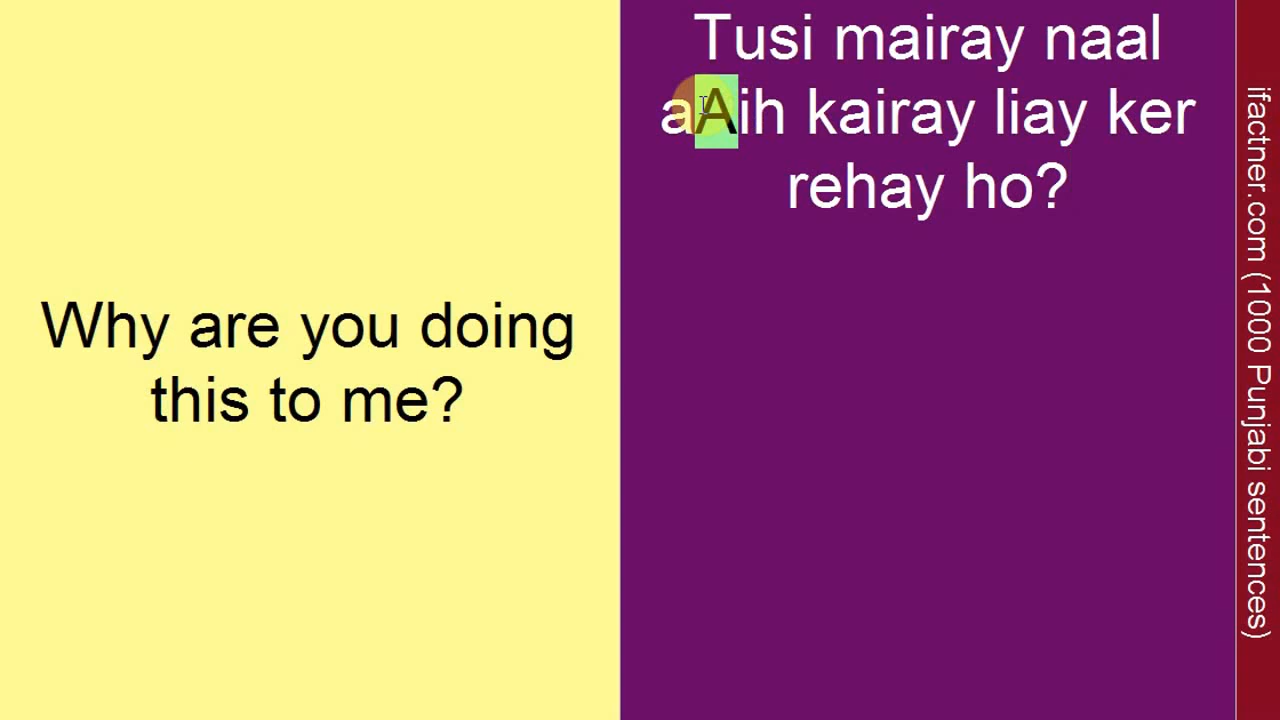 Why are you doing
this to me?
Tusi mairay naal
aAih kairay liay ker
rehay ho?
ifactner.com (1000 Punjabi sentences)